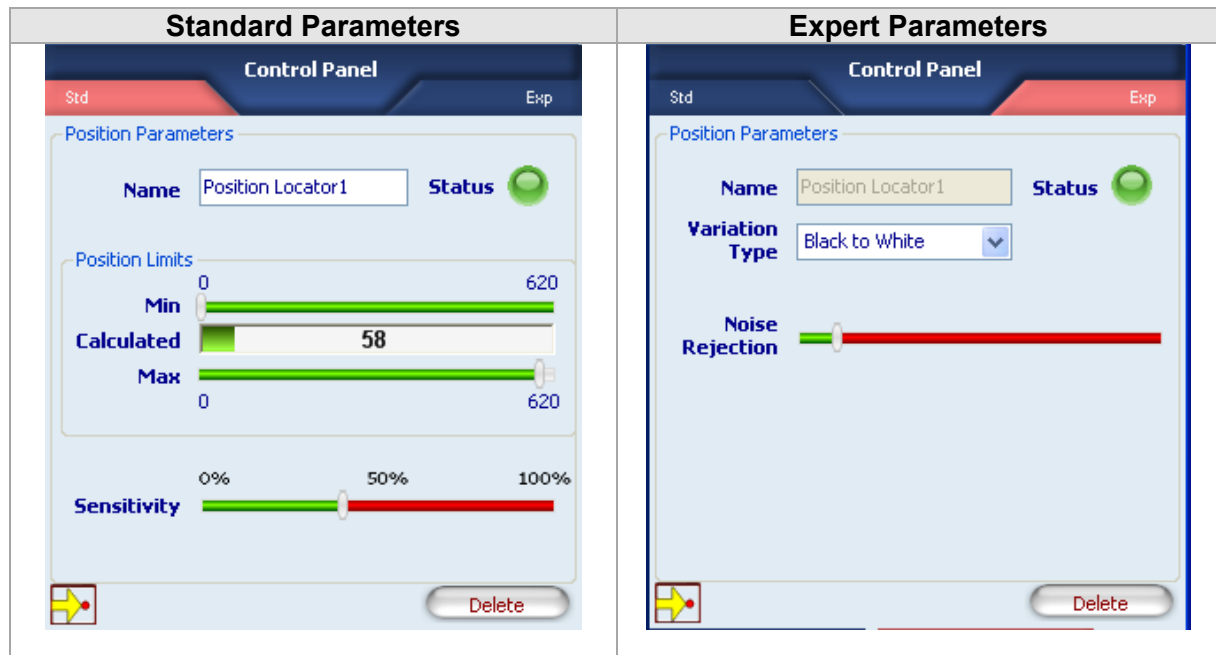 Standard Parameters
Control Panel
Std
Exp
Position Parameters
Name
Position Locator1
Status
Position Limits
0
620
Min
Calculated
58
Max
0
620
0%
50%
100%
Sensitivity
Delete
Expert Parameters
Control Panel
Std
Exp
Position Parameters
Name
Position Locator1
Status
Variation
Type
Black to White
Noise
Rejection
Delete